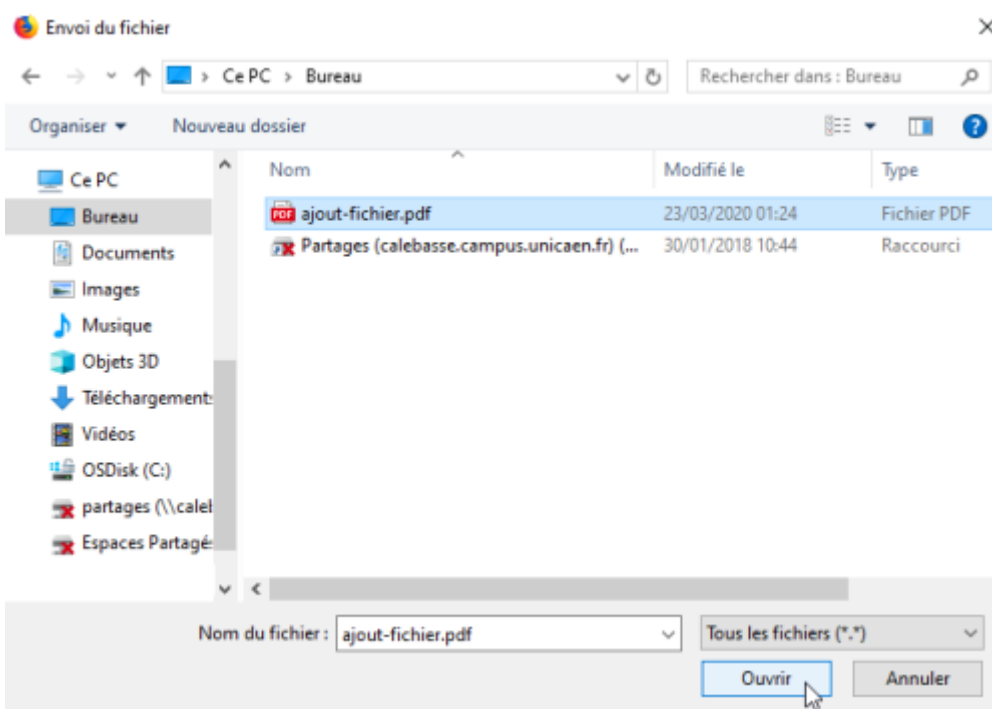 Envoi du fichier
Ce PC > Bureau
Rechercher dans : Bureau
Organiser
Nouveau dossier
Nom
Modifié le
Type
Ce PC
Bureau
Documents
Images
Musique
Objets 3D
Téléchargements
Vidéos
OSDisk (C:)
partages (\\caleb
Espaces Partagés
PDF ajout-fichier.pdf 23/03/2020 01:24 Fichier PDF
Partages (calebasse.campus.unicaen.fr) (... 30/01/2018 10:44 Raccourci
Nom du fichier : ajout-fichier.pdf
Tous les fichiers (*.*)
Ouvrir
Annuler